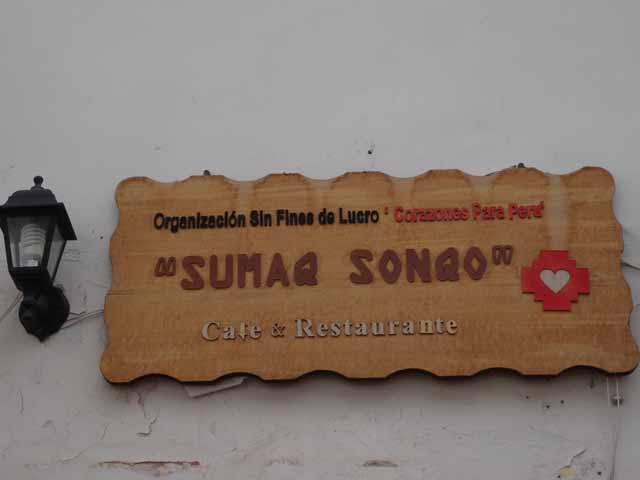 Organización Sin Fines de Lucro ' Corazones Para Perú'
"SUMAQ SONQO"
Cafe & Restaurante